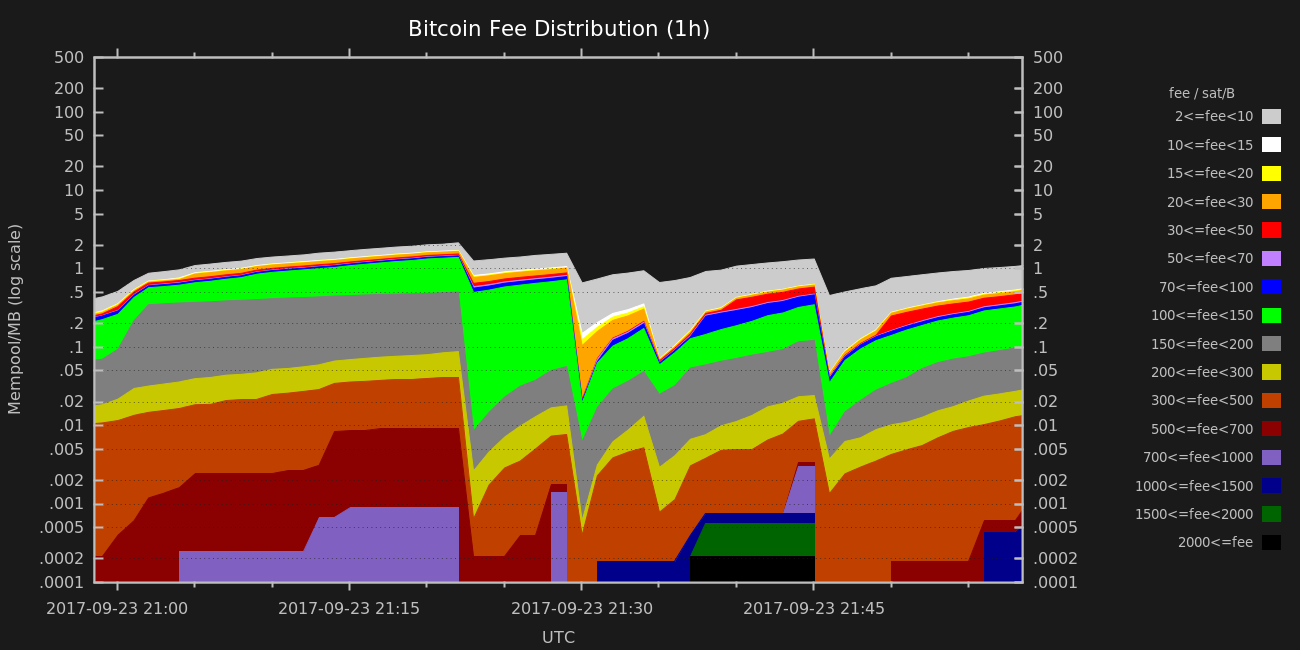 Bitcoin Fee Distribution (1h)
Mempool/MB (log scale)
500
200
100
50
20
10
5
2
1
.5
.2
.1
.05
.02
.01
.005
.002
.001
.0005
.0002
.0001
500
200
100
50
20
10
5
2
1
.5
.2
.1
.05
.02
.01
.005
.002
.001
.0005
.0002
.0001
2017-09-23 21:00
2017-09-23 21:15
2017-09-23 21:30
2017-09-23 21:45
UTC
fee / sat/B
2<=fee<10
10<=fee<15
15<=fee<20
20<=fee<30
30<=fee<50
50<=fee<70
70<=fee<100
100<=fee<150
150<=fee<200
200<=fee<300
300<=fee<500
500<=fee<700
700<=fee<1000
1000<=fee<1500
1500<=fee<2000
2000<=fee